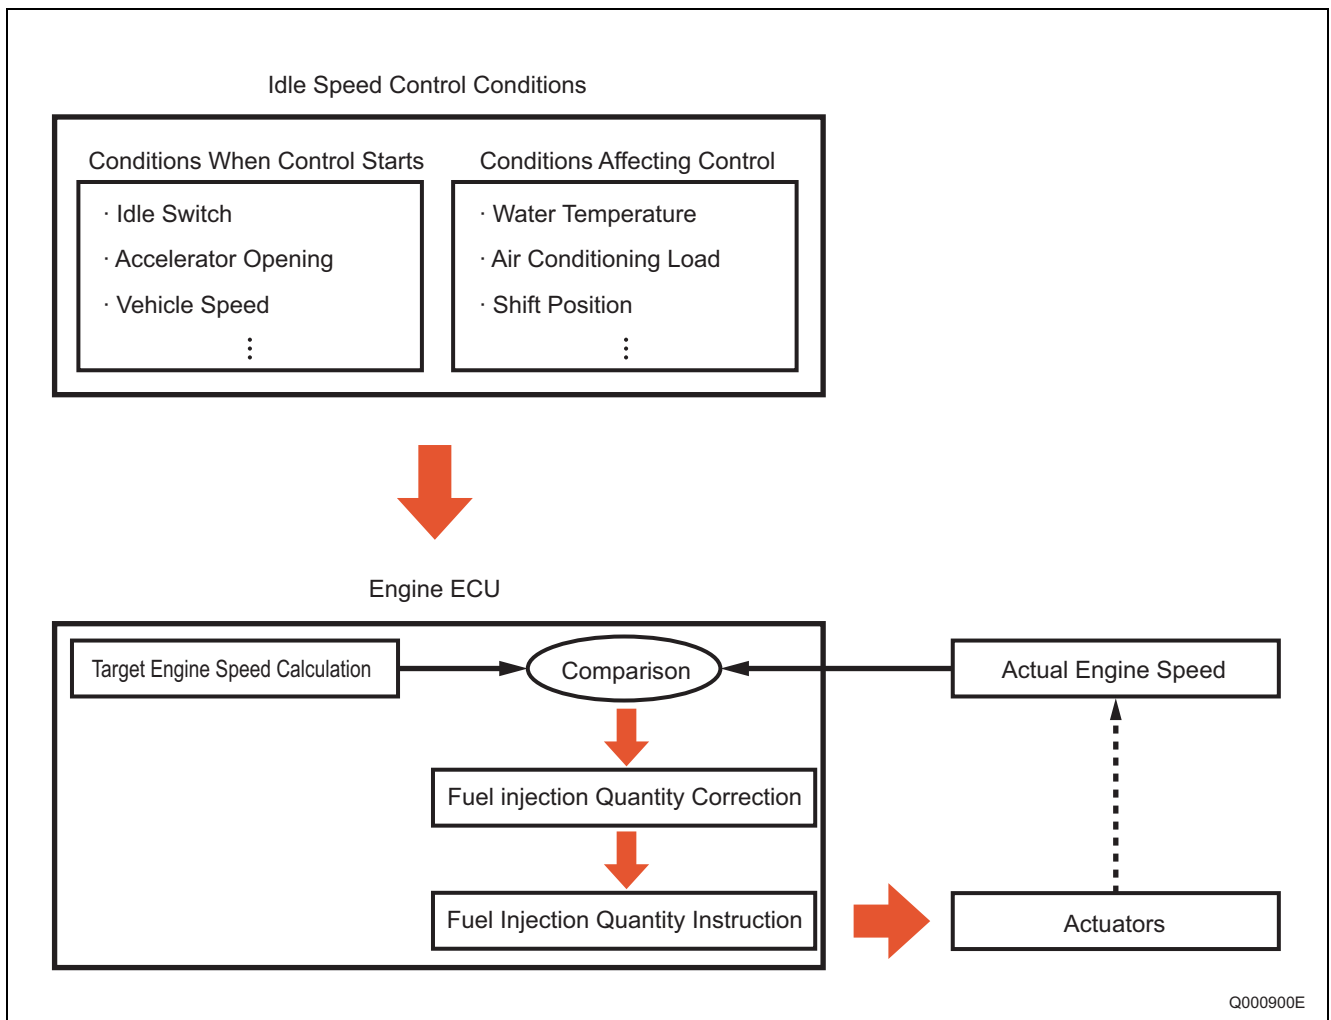 Idle Speed Control Conditions
Conditions When Control Starts
· Idle Switch
· Accelerator Opening
· Vehicle Speed
⋮
Conditions Affecting Control
· Water Temperature
· Air Conditioning Load
· Shift Position
⋮
Engine ECU
Target Engine Speed Calculation
Comparison
Actual Engine Speed
Fuel injection Quantity Correction
Fuel Injection Quantity Instruction
Actuators
Q000900E